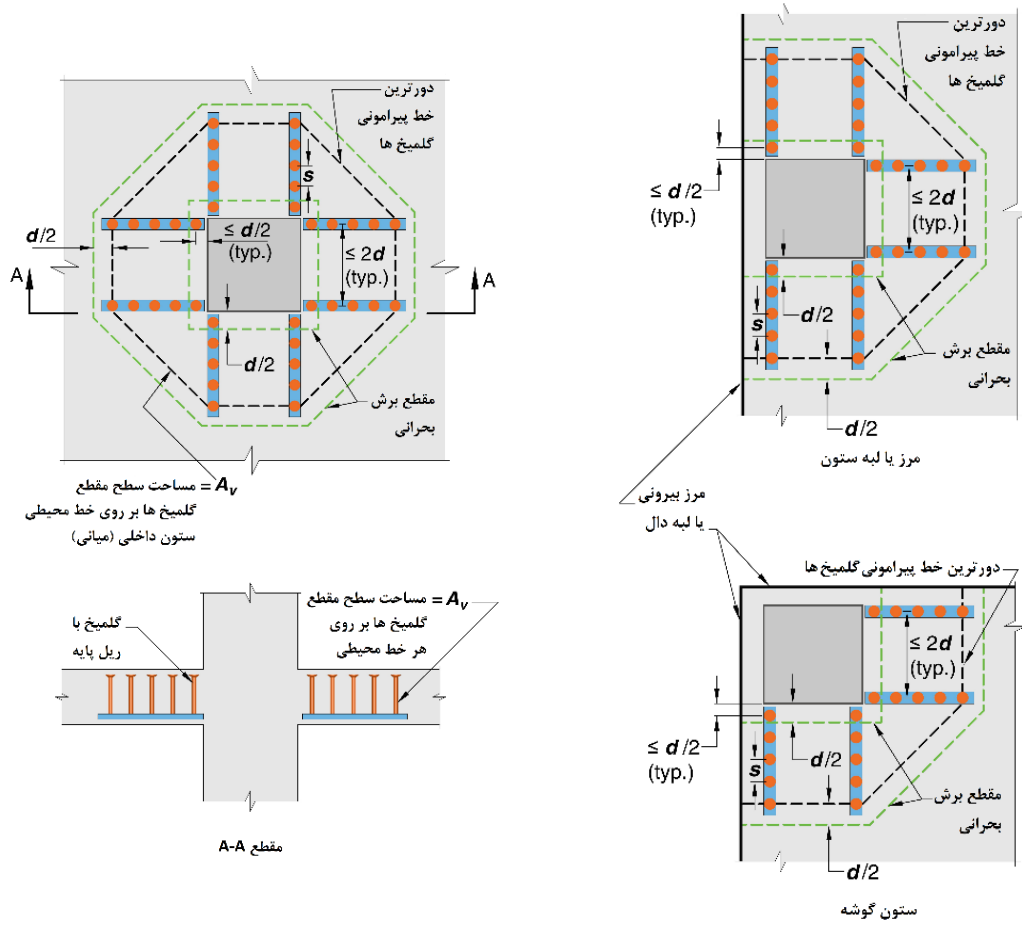 دورترین
خط پیرامونی
گلمیخ ها
s
d/2
≤ d/2
(typ.)
≤ 2d
(typ.)
A
A
d/2
مقطع برش
بحرانی
مساحت سطح مقطع = Av
گلمیخ ها بر روی خط محیطی
ستون داخلی (میانی)
گلمیخ با
ریل پایه
مساحت سطح مقطع = Av
گلمیخ ها بر روی
هر خط محیطی
مقطع A-A
دورترین
خط پیرامونی
گلمیخ ها
≤ d/2
(typ.)
≤ 2d
(typ.)
s
d/2
مقطع برش
بحرانی
d/2
مرز یا لبه ستون
مرز بیرونی
یا لبه دال
دورترین خط پیرامونی گلمیخ ها
≤ 2d
(typ.)
≤ d/2
(typ.)
s
d/2
مقطع برش
بحرانی
d/2
ستون گوشه